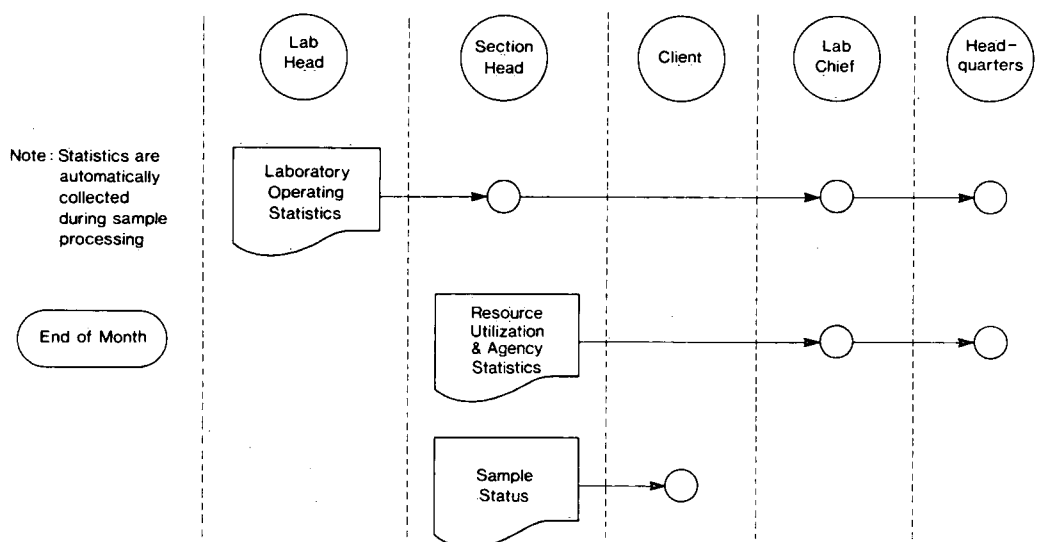 Lab
Head
Section
Head
Client
Lab
Chief
Head-
quarters
Note: Statistics are
automatically
collected
during sample
processing
Laboratory
Operating
Statistics
End of Month
Resource
Utilization
& Agency
Statistics
Sample
Status